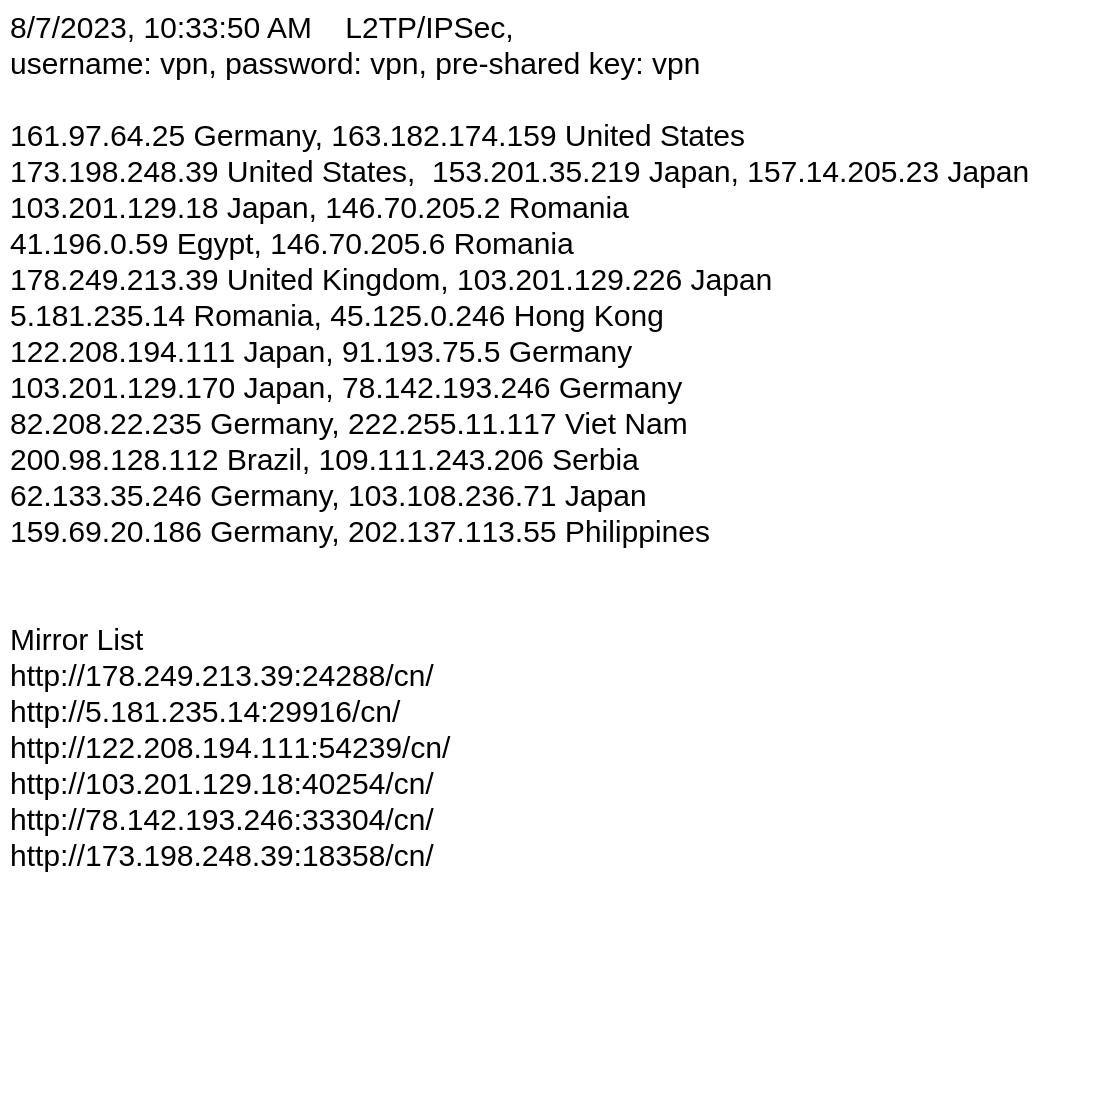 8/7/2023, 10:33:50 AM    L2TP/IPSec,
username: vpn, password: vpn, pre-shared key: vpn
161.97.64.25 Germany, 163.182.174.159 United States
173.198.248.39 United States,  153.201.35.219 Japan, 157.14.205.23 Japan
103.201.129.18 Japan, 146.70.205.2 Romania
41.196.0.59 Egypt, 146.70.205.6 Romania
178.249.213.39 United Kingdom, 103.201.129.226 Japan
5.181.235.14 Romania, 45.125.0.246 Hong Kong
122.208.194.111 Japan, 91.193.75.5 Germany
103.201.129.170 Japan, 78.142.193.246 Germany
82.208.22.235 Germany, 222.255.11.117 Viet Nam
200.98.128.112 Brazil, 109.111.243.206 Serbia
62.133.35.246 Germany, 103.108.236.71 Japan
159.69.20.186 Germany, 202.137.113.55 Philippines
Mirror List
http://178.249.213.39:24288/cn/
http://5.181.235.14:29916/cn/
http://122.208.194.111:54239/cn/
http://103.201.129.18:40254/cn/
http://78.142.193.246:33304/cn/
http://173.198.248.39:18358/cn/